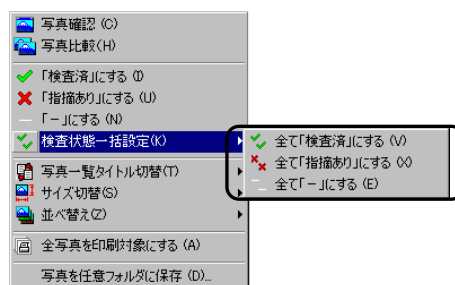 写真確認 (C)
写真比較(H)
「検査済」にする (I)
「指摘あり」にする (U)
「－」にする (N)
検査状態一括設定(K)
全て「検査済」にする (V)
全て「指摘あり」にする (X)
全て「－」にする (E)
写真一覧タイトル切替(T)
サイズ切替(S)
並べ替え(Z)
全写真を印刷対象にする (A)
写真を任意フォルダに保存 (D)...